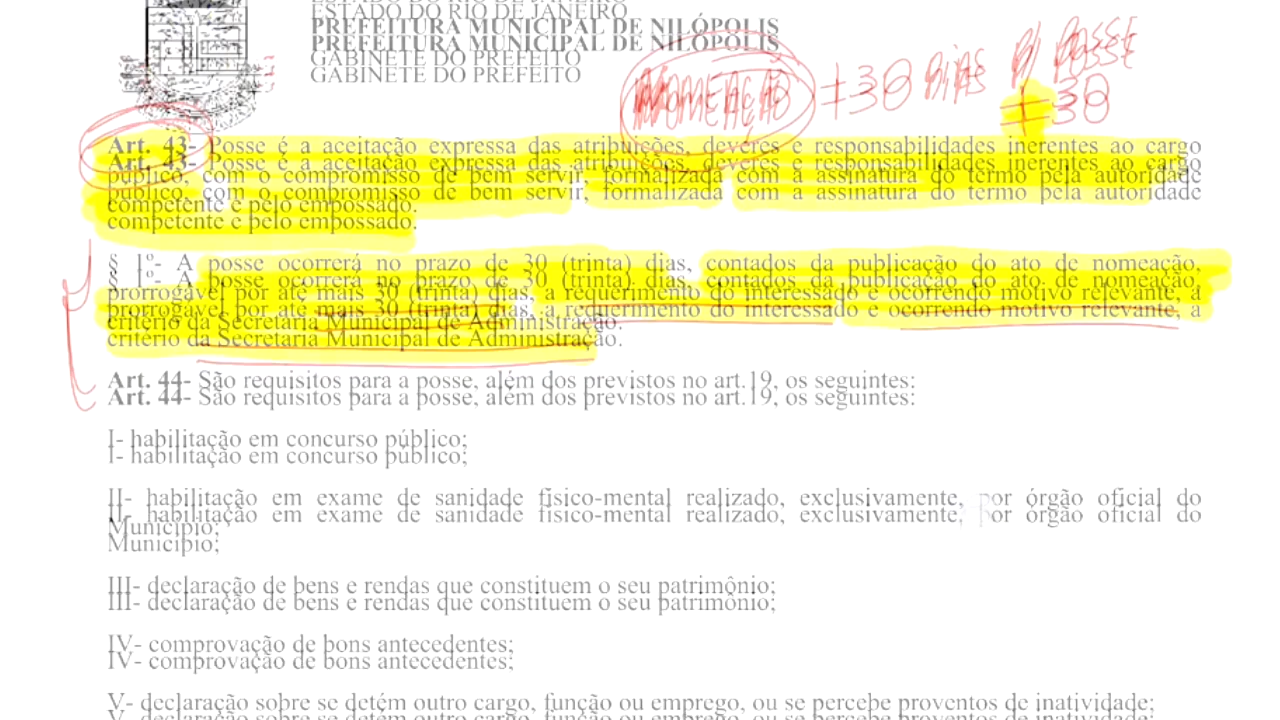 ESTADO DO RIO DE JANEIRO
PREFEITURA MUNICIPAL DE NILÓPOLIS
GABINETE DO PREFEITO
NOMEAÇÃO +30 DIAS P/ POSSE
+30
Art. 43- Posse é a aceitação expressa das atribuições, deveres e responsabilidades inerentes ao cargo
público, com o compromisso de bem servir, formalizada com a assinatura do termo pela autoridade
competente e pelo empossado.
§ 1º- A posse ocorrerá no prazo de 30 (trinta) dias, contados da publicação do ato de nomeação,
prorrogável por até mais 30 (trinta) dias, a requerimento do interessado e ocorrendo motivo relevante, a
critério da Secretaria Municipal de Administração.
Art. 44- São requisitos para a posse, além dos previstos no art.19, os seguintes:
I- habilitação em concurso público;
II- habilitação em exame de sanidade físico-mental realizado, exclusivamente, por órgão oficial do
Município;
III- declaração de bens e rendas que constituem o seu patrimônio;
IV- comprovação de bons antecedentes;
V- declaração sobre se detém outro cargo, função ou emprego, ou se percebe proventos de inatividade;